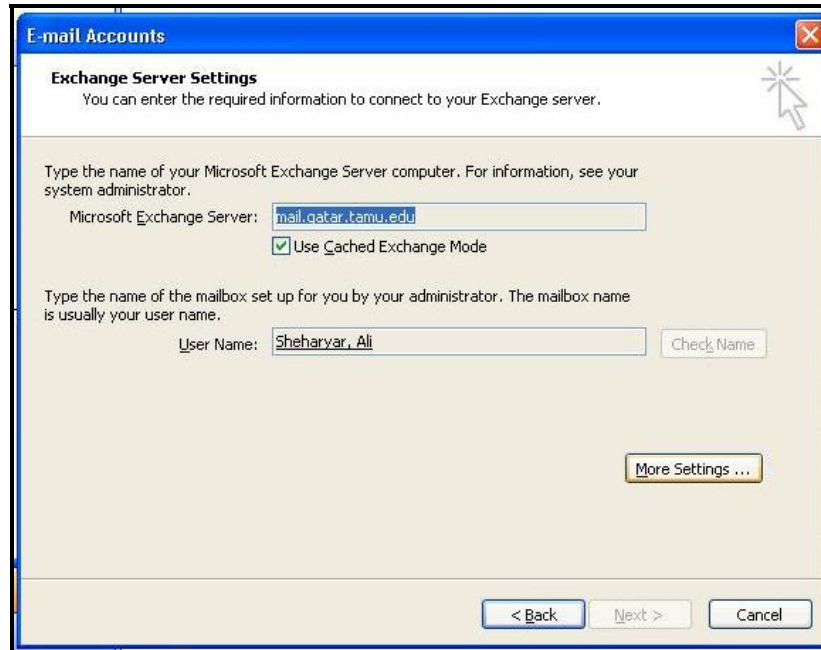 E-mail Accounts
Exchange Server Settings
You can enter the required information to connect to your Exchange server.
Type the name of your Microsoft Exchange Server computer. For information, see your
system administrator.
Microsoft Exchange Server: mail.qatar.tamu.edu
Use Cached Exchange Mode
Type the name of the mailbox set up for you by your administrator. The mailbox name
is usually your user name.
User Name: Sheharyar, Ali Check Name
More Settings ...
< Back Next > Cancel